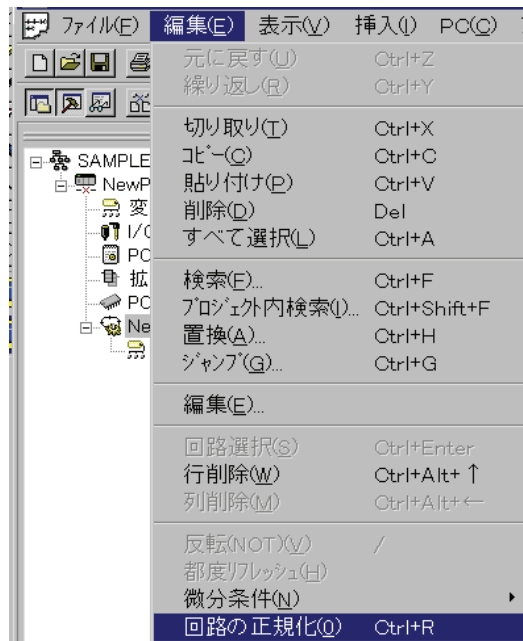 ファイル(F) 編集(E) 表示(V) 挿入(I) PC(C)
元に戻す(U) Ctrl+Z
繰り返し(R) Ctrl+Y
切り取り(T) Ctrl+X
コピー(C) Ctrl+C
貼り付け(P) Ctrl+V
削除(D) Del
すべて選択(L) Ctrl+A
検索(F)... Ctrl+F
プロジェクト内検索(I)... Ctrl+Shift+F
置換(A)... Ctrl+H
ジャンプ(G)... Ctrl+G
編集(E)...
回路選択(S) Ctrl+Enter
行削除(W) Ctrl+Alt+↑
列削除(M) Ctrl+Alt+←
反転(NOT)(V) /
都度リフレッシュ(H)
微分条件(N)
回路の正規化(O) Ctrl+R
SAMPLE
NewP
変
I/O
PC
拡
PC
Ne